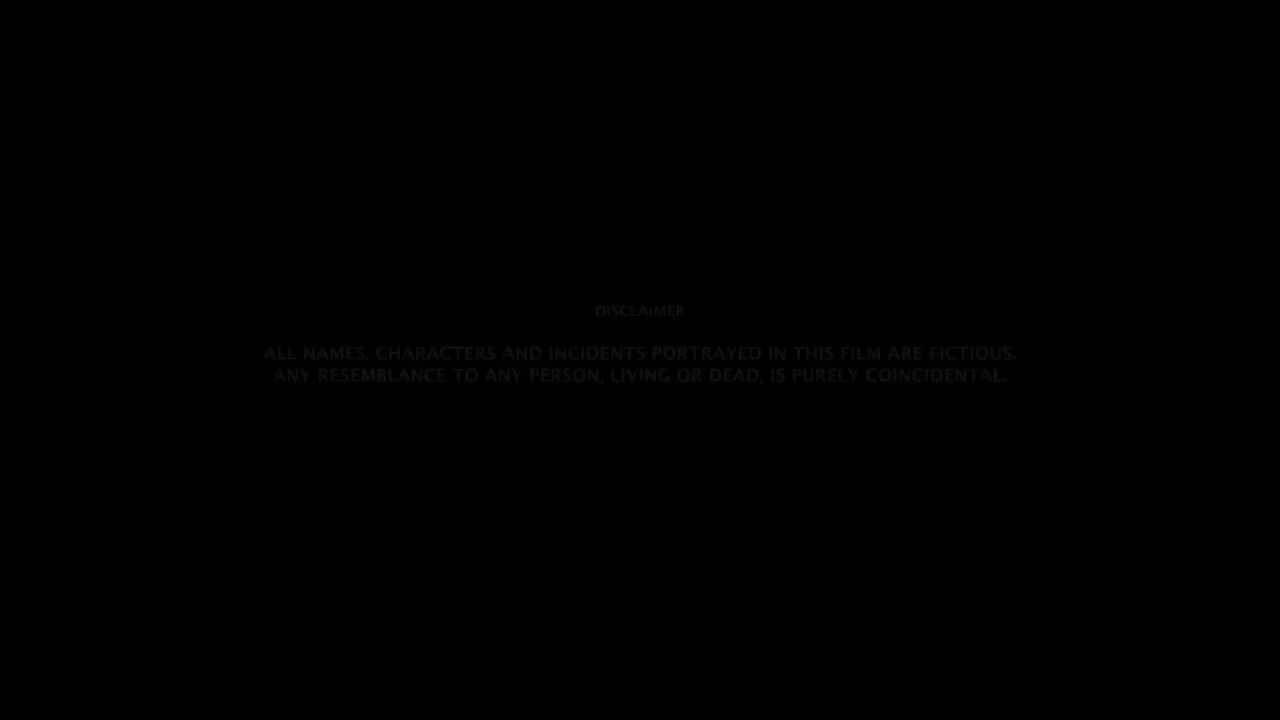 DISCLAIMER
ALL NAMES, CHARACTERS AND INCIDENTS PORTRAYED IN THIS FILM ARE FICTIOUS.
ANY RESEMBLANCE TO ANY PERSON, LIVING OR DEAD, IS PURELY COINCIDENTAL.